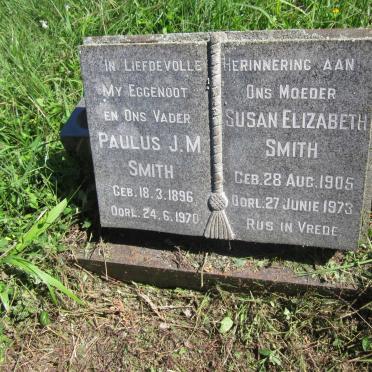 In Liefdevolle
My Eggenoot
en Ons Vader
Paulus J.M
Smith
Geb. 18.3.1896
Oorl. 24.6.1970
Herinnering aan
Ons Moeder
Susan Elizabeth
Smith
Geb. 28 Aug. 1905
Oorl. 27 Junie 1973
Rus in Vrede